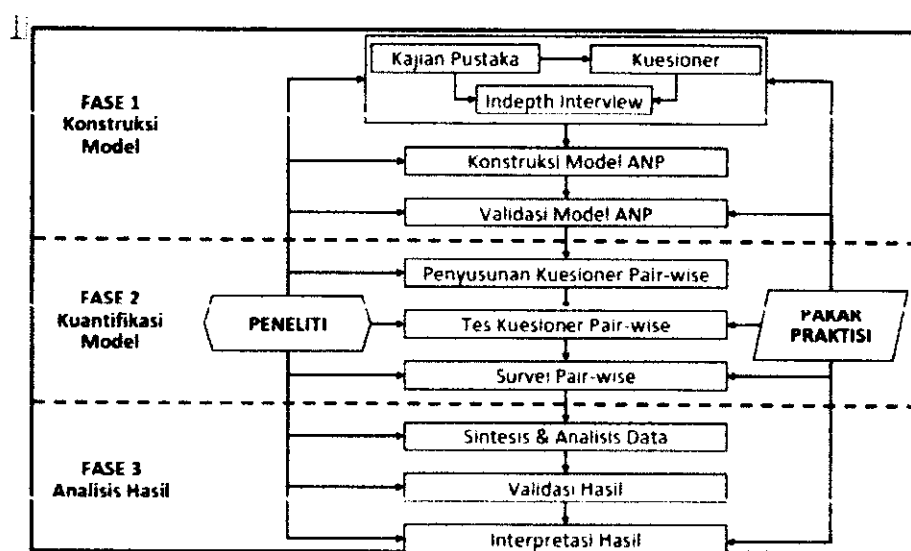 Kajian Pustaka
Kuesioner
Indepth Interview
FASE 1
Konstruksi
Model
Konstruksi Model ANP
Validasi Model ANP
FASE 2
Kuantifikasi
Model
Penyusunan Kuesioner Pair-wise
PENELITI
Tes Kuesioner Pair-wise
PAKAR
PRAKTISI
Survei Pair-wise
FASE 3
Analisis Hasil
Sintesis & Analisis Data
Validasi Hasil
Interpretasi Hasil